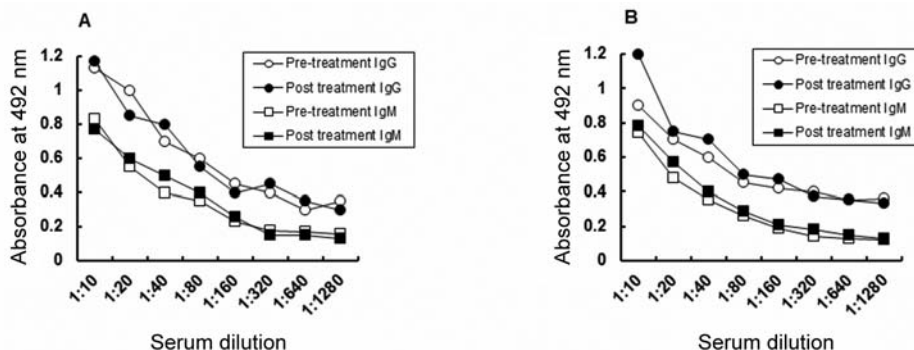 A
Absorbance at 492 nm
1.2
1
0.8
0.6
0.4
0.2
0
Pre-treatment IgG
Post treatment IgG
Pre-treatment IgM
Post treatment IgM
1:10
1:20
1:40
1:80
1:160
1:320
1:640
1:1280
Serum dilution
B
Absorbance at 492 nm
1.2
1
0.8
0.6
0.4
0.2
0
Pre-treatment IgG
Post treatment IgG
Pre-treatment IgM
Post treatment IgM
1:10
1:20
1:40
1:80
1:160
1:320
1:640
1:1280
Serum dilution